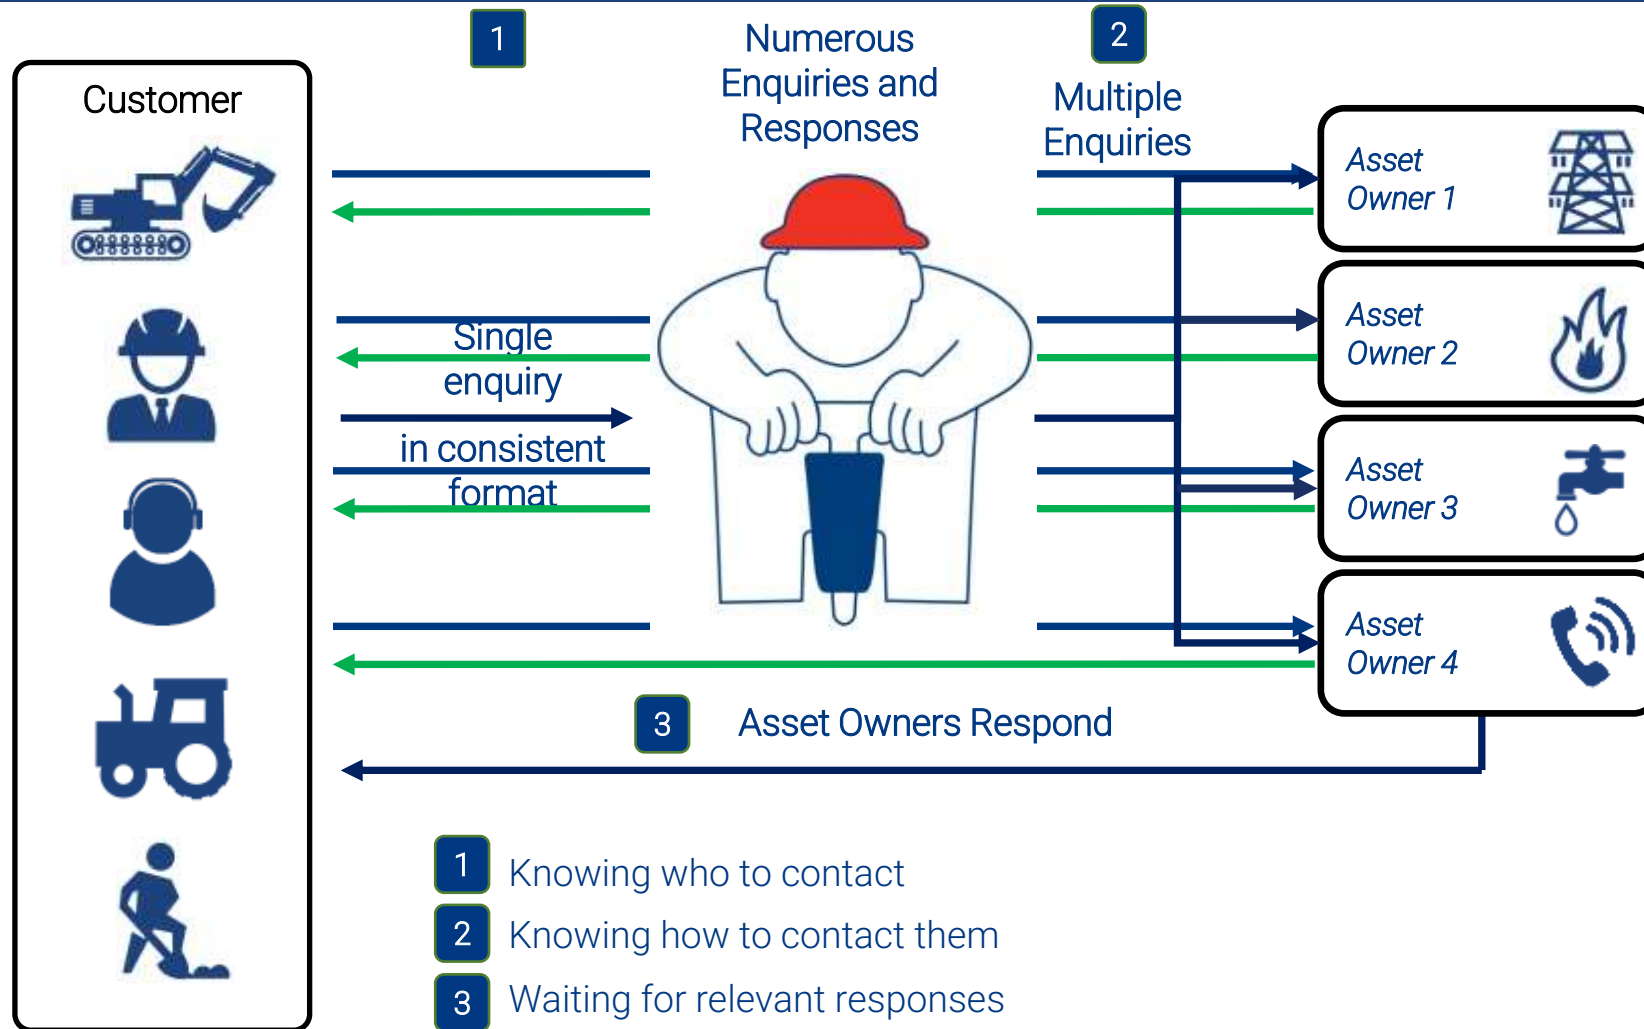 1
Numerous
Enquiries and
Responses
2
Multiple
Enquiries
Customer
Single
enquiry
in consistent
format
Asset
Owner 1
Asset
Owner 2
Asset
Owner 3
Asset
Owner 4
3 Asset Owners Respond
1 Knowing who to contact
2 Knowing how to contact them
3 Waiting for relevant responses